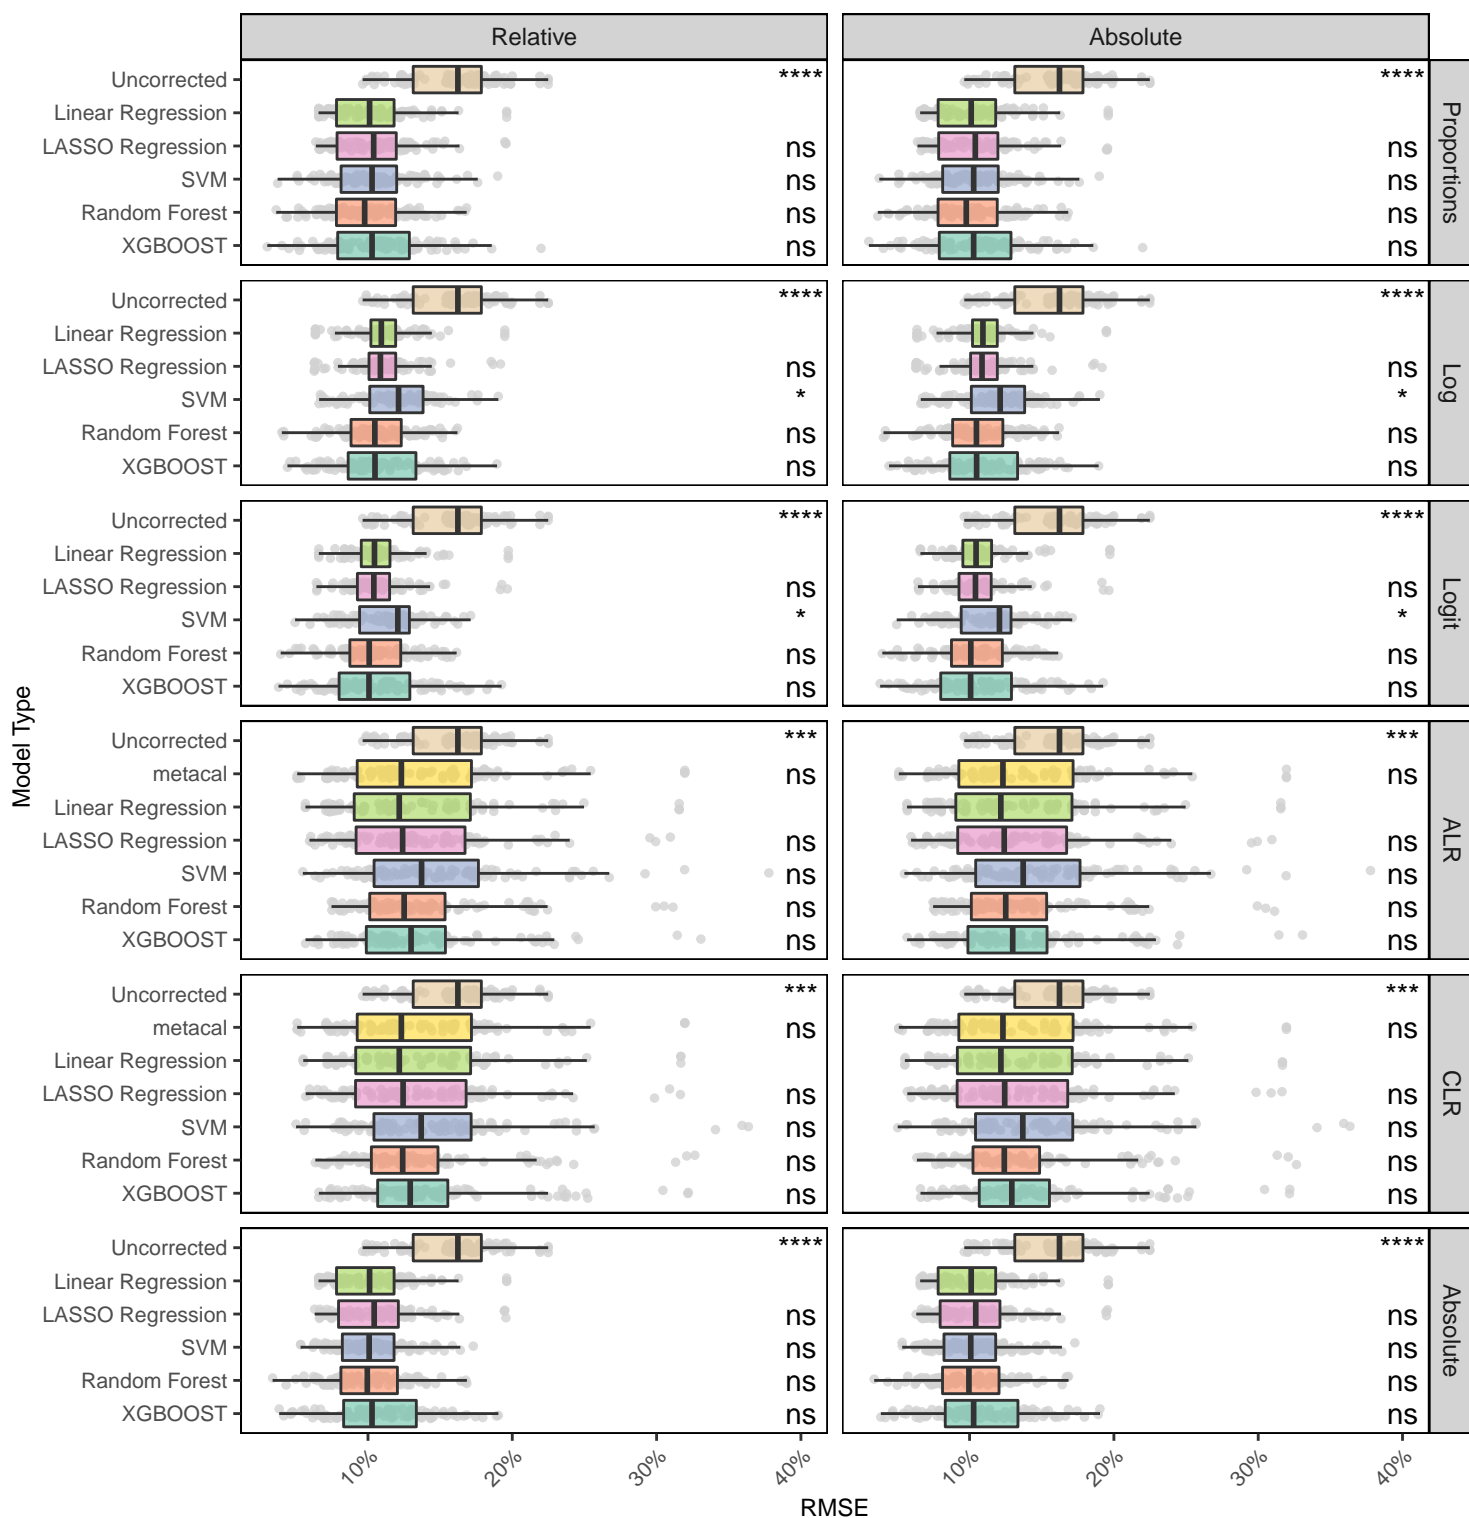 Relative
Absolute
Model Type
Uncorrected **** ****
Linear Regression
LASSO Regression ns ns
SVM ns ns
Random Forest ns ns
XGBOOST ns ns
Proportions
Uncorrected **** ****
Linear Regression
LASSO Regression ns ns
SVM * *
Random Forest ns ns
XGBOOST ns ns
Log
Uncorrected **** ****
Linear Regression
LASSO Regression ns ns
SVM * *
Random Forest ns ns
XGBOOST ns ns
Logit
Uncorrected *** ***
metacal ns ns
Linear Regression
LASSO Regression ns ns
SVM ns ns
Random Forest ns ns
XGBOOST ns ns
ALR
Uncorrected *** ***
metacal ns ns
Linear Regression
LASSO Regression ns ns
SVM ns ns
Random Forest ns ns
XGBOOST ns ns
CLR
Uncorrected **** ****
Linear Regression
LASSO Regression ns ns
SVM ns ns
Random Forest ns ns
XGBOOST ns ns
Absolute
10% 20% 30% 40% 10% 20% 30% 40%
RMSE